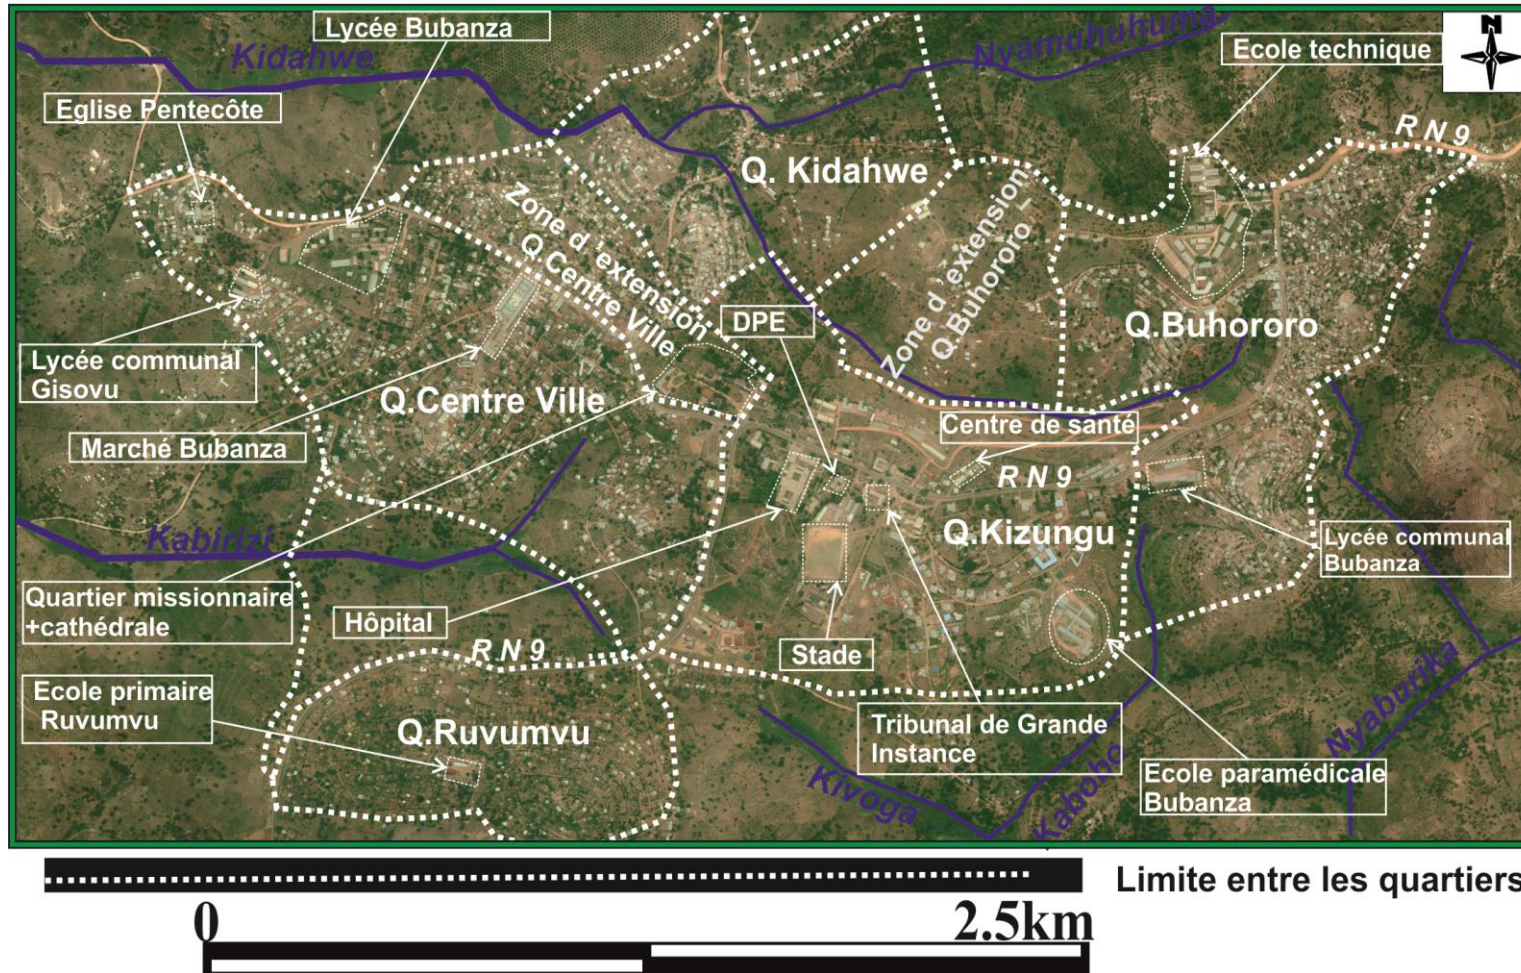 Lycée Bubanza
Kidahwe
Nyamuhuhuma
N
Ecole technique
Eglise Pentecôte
R N 9
Q. Kidahwe
Zone d 'extension
Q.Centre Ville
Zone d 'extension
Q.Buhororo
DPE
Q.Buhororo
Lycée communal
Gisovu
Q.Centre Ville
Marché Bubanza
Centre de santé
R N 9
Q.Kizungu
Lycée communal
Bubanza
Kabirizi
Quartier missionnaire
+cathédrale
Hôpital
Stade
R N 9
Ecole primaire
Ruvumvu
Q.Ruvumvu
Tribunal de Grande
Instance
Nyaburika
Kivoga
Kaboho
Ecole paramédicale
Bubanza
Limite entre les quartiers
0
2.5km